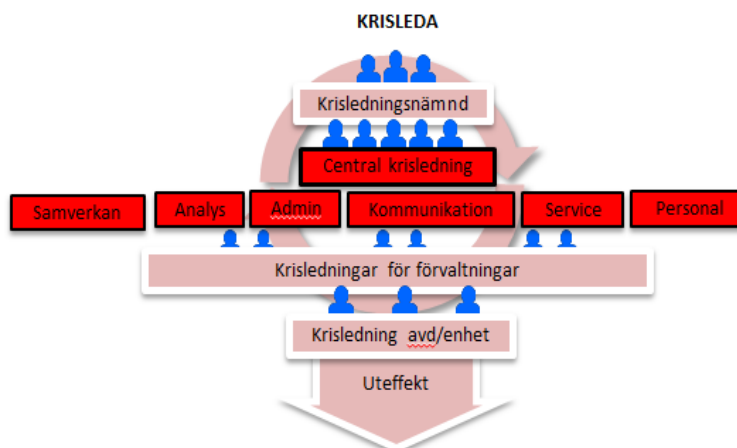 KRISLEDA
Krisledningsnämnd
Central krisledning
Samverkan Analys Admin Kommunikation Service Personal
Krisledningar för förvaltningar
Krisledning avd/enhet
Uteffekt